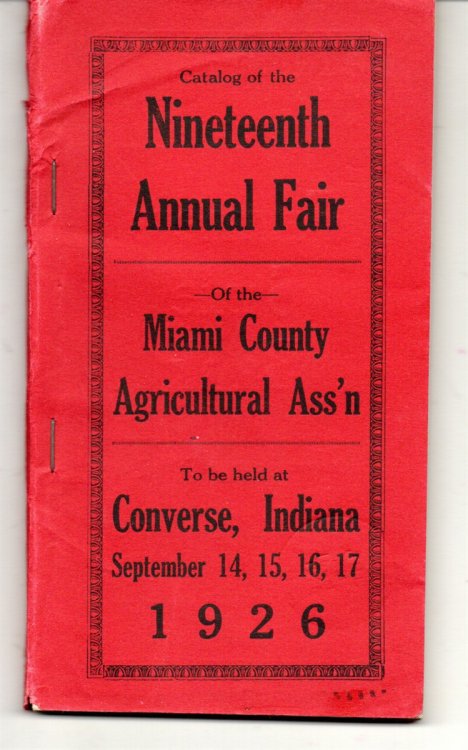 Catalog of the
Nineteenth
Annual Fair
—Of the—
Miami County
Agricultural Ass'n
To be held at
Converse, Indiana
September 14, 15, 16, 17
1926